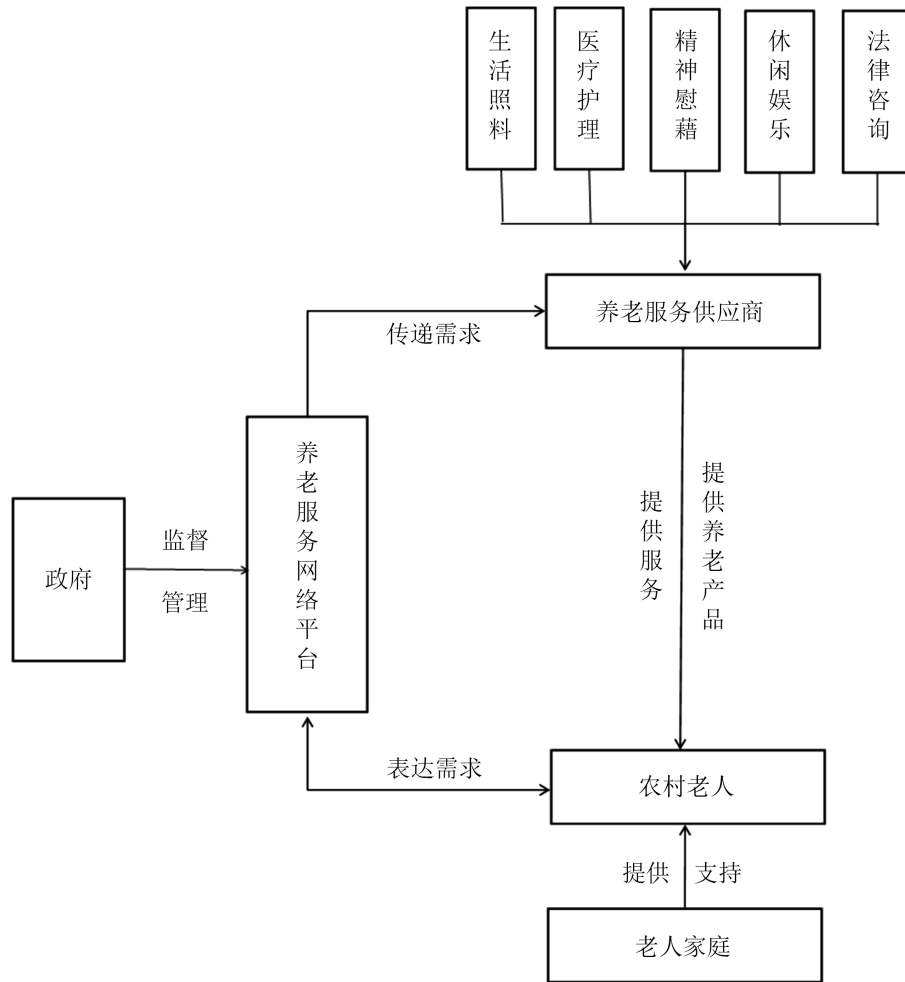 生活照料
医疗护理
精神慰藉
休闲娱乐
法律咨询
养老服务供应商
传递需求
养老服务网络平台
提供服务
提供养老产品
政府
监督
管理
表达需求
农村老人
提供 支持
老人家庭